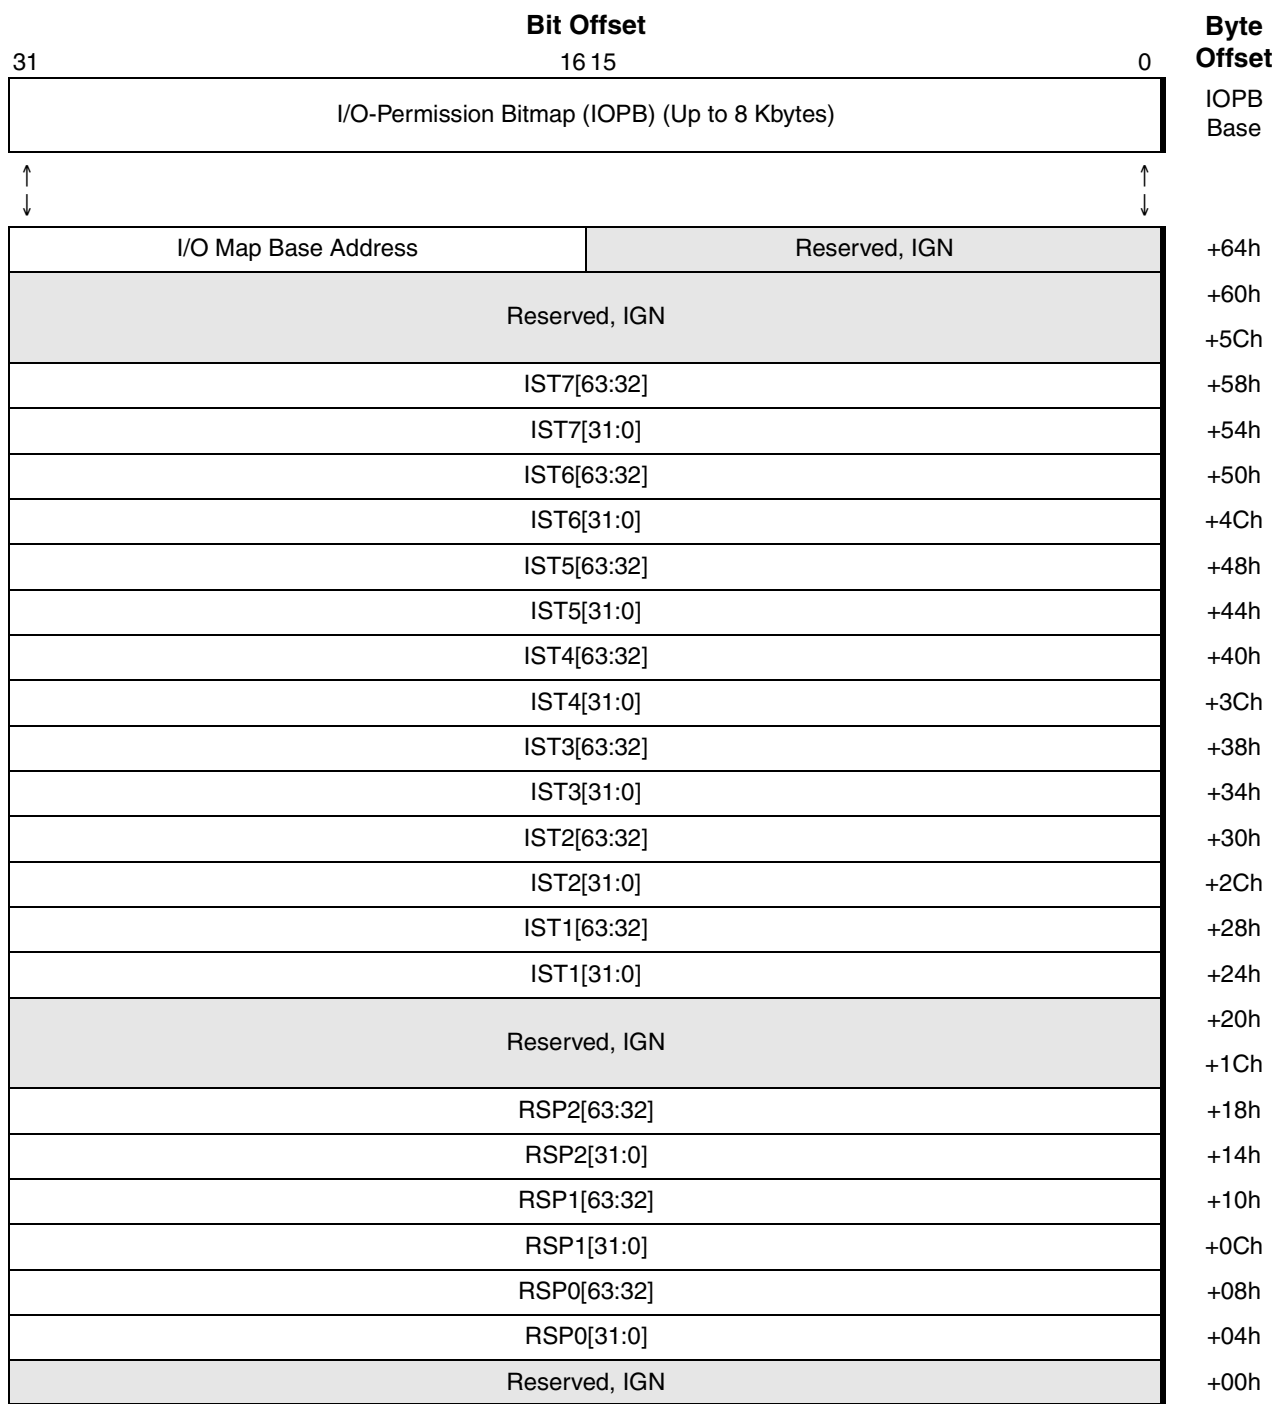 Bit Offset Byte
31 16 15 0 Offset
I/O-Permission Bitmap (IOPB) (Up to 8 Kbytes) IOPB
Base
↑ ↑
↓ ↓
I/O Map Base Address Reserved, IGN +64h
+60h
Reserved, IGN
+5Ch
IST7[63:32] +58h
IST7[31:0] +54h
IST6[63:32] +50h
IST6[31:0] +4Ch
IST5[63:32] +48h
IST5[31:0] +44h
IST4[63:32] +40h
IST4[31:0] +3Ch
IST3[63:32] +38h
IST3[31:0] +34h
IST2[63:32] +30h
IST2[31:0] +2Ch
IST1[63:32] +28h
IST1[31:0] +24h
+20h
Reserved, IGN
+1Ch
RSP2[63:32] +18h
RSP2[31:0] +14h
RSP1[63:32] +10h
RSP1[31:0] +0Ch
RSP0[63:32] +08h
RSP0[31:0] +04h
Reserved, IGN +00h